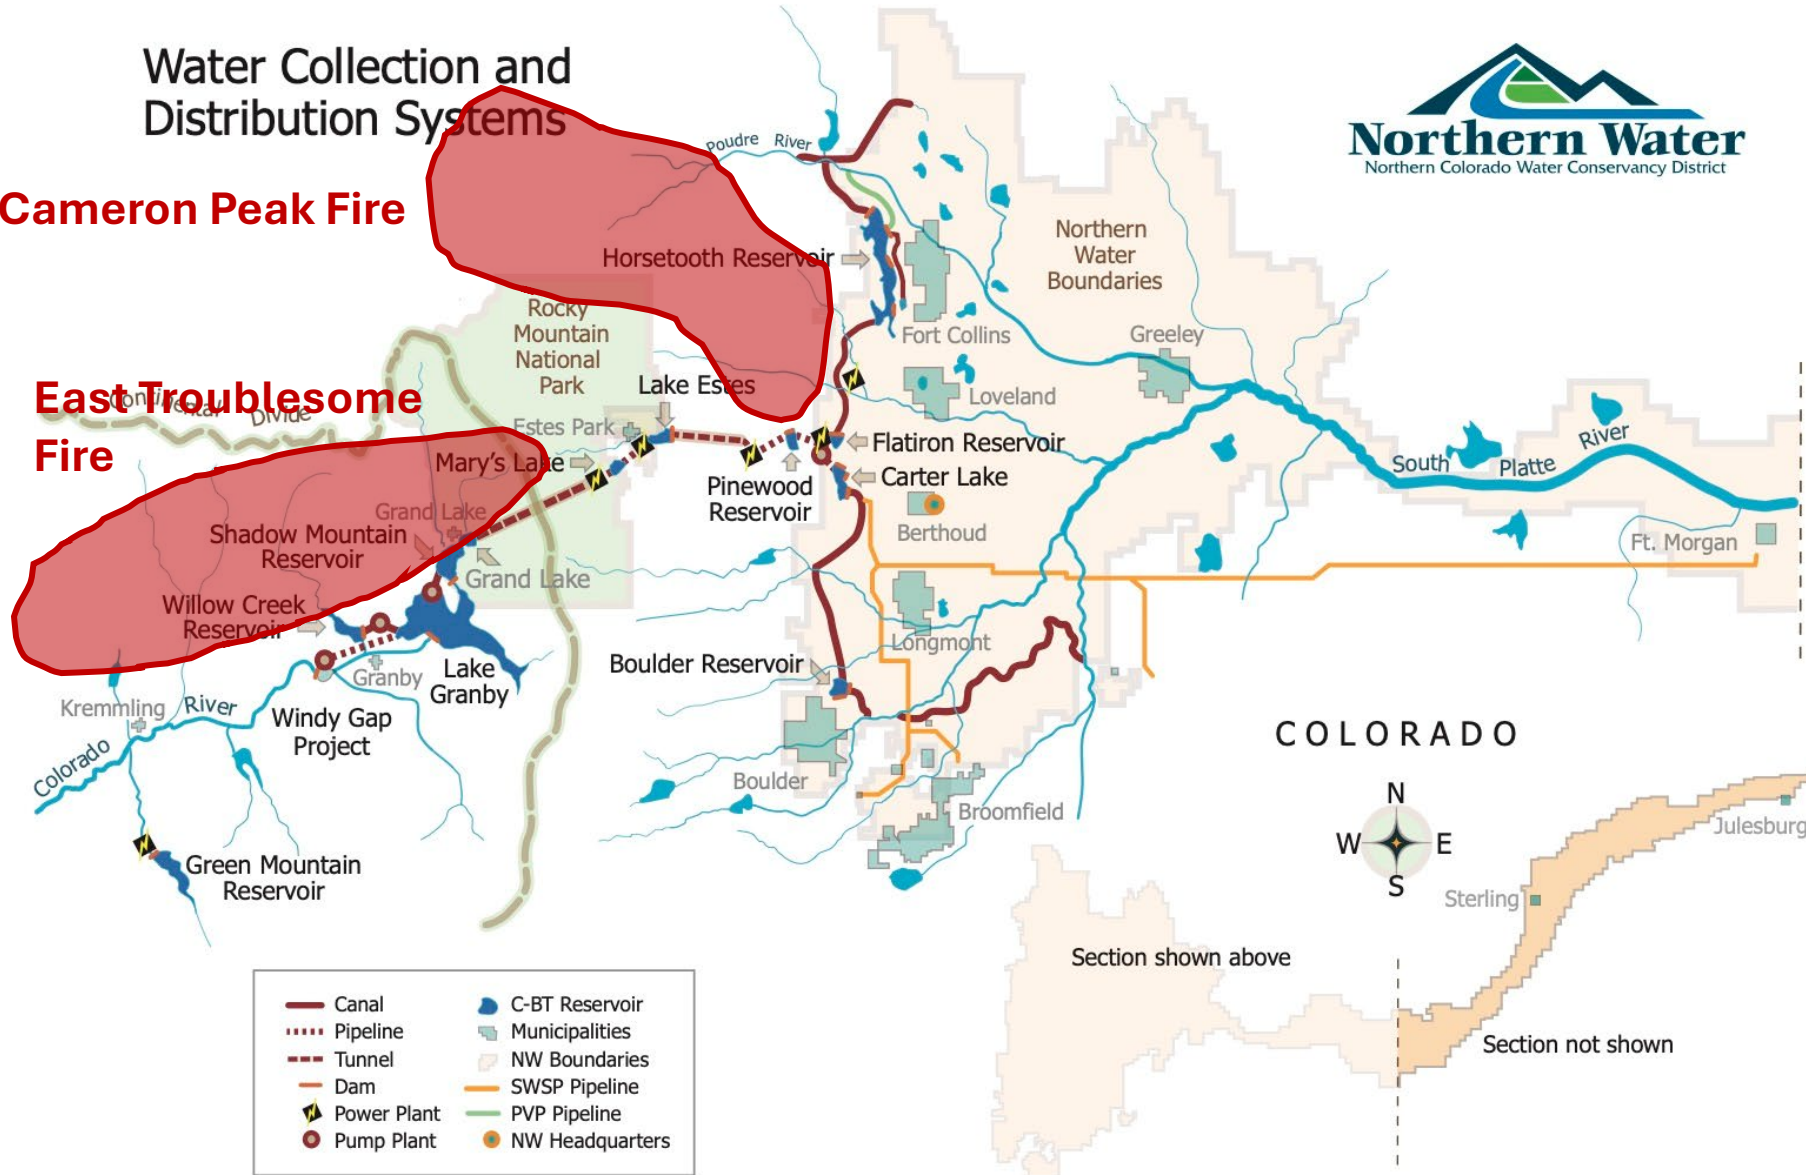 Water Collection and
Distribution Systems
Northern Water
Northern Colorado Water Conservancy District
Cameron Peak Fire
East Troublesome
Fire
Poudre River
Horsetooth Reservoir
Northern
Water
Boundaries
Rocky
Mountain
National
Park
Fort Collins
Greeley
Lake Estes
Loveland
Continental Divide
Estes Park
Mary's Lake
Flatiron Reservoir
Carter Lake
Pinewood
Reservoir
Berthoud
South Platte River
Ft. Morgan
Grand Lake
Shadow Mountain
Reservoir
Grand Lake
Willow Creek
Reservoir
Longmont
Boulder Reservoir
Lake
Granby
Granby
Kremmling
Colorado River
Windy Gap
Project
Boulder
Broomfield
Green Mountain
Reservoir
COLORADO
N
W E
S
Julesburg
Sterling
Section shown above
Section not shown
Canal
Pipeline
Tunnel
Dam
Power Plant
Pump Plant
C-BT Reservoir
Municipalities
NW Boundaries
SWSP Pipeline
PVP Pipeline
NW Headquarters